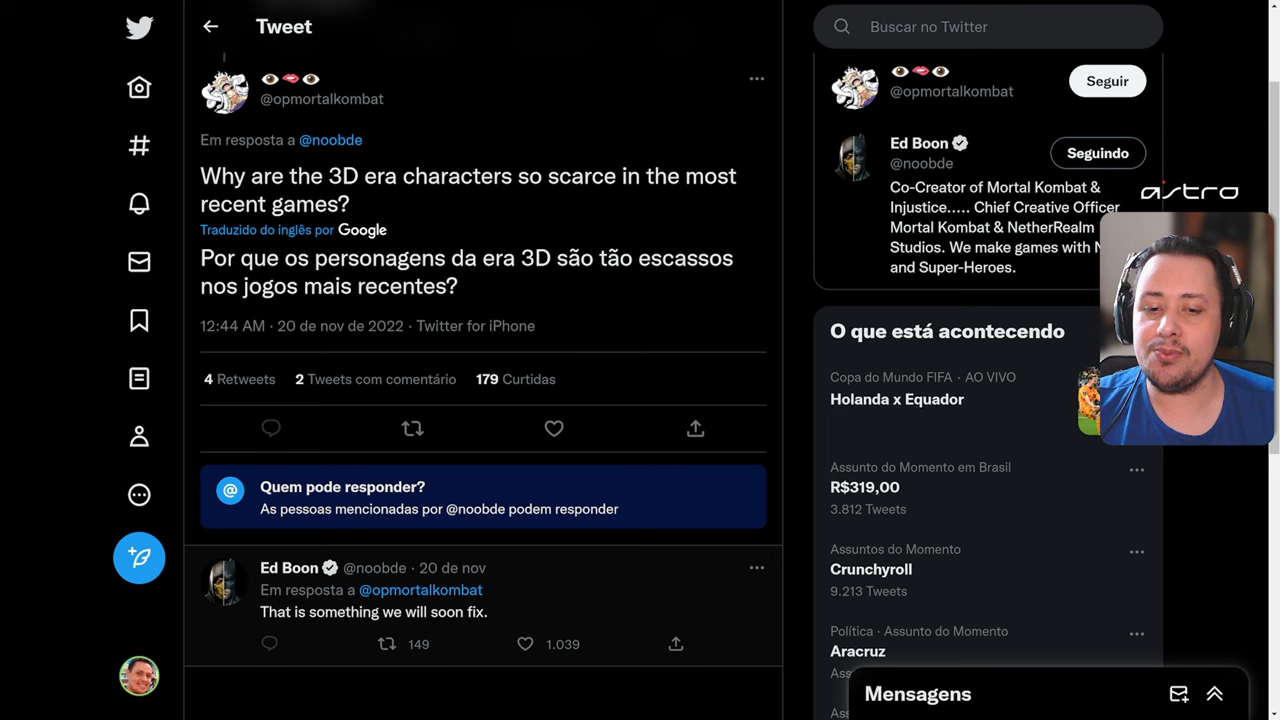 Tweet
@opmortalkombat
Em resposta a @noobde
Why are the 3D era characters so scarce in the most
recent games?
Traduzido do inglês por Google
Por que os personagens da era 3D são tão escassos
nos jogos mais recentes?
12:44 AM · 20 de nov de 2022 · Twitter for iPhone
4 Retweets 2 Tweets com comentário 179 Curtidas
@
Quem pode responder?
As pessoas mencionadas por @noobde podem responder
Ed Boon @noobde · 20 de nov
Em resposta a @opmortalkombat
That is something we will soon fix.
149 1.039
Buscar no Twitter
@opmortalkombat
Seguir
Ed Boon
@noobde
Seguindo
Co-Creator of Mortal Kombat &
Injustice..... Chief Creative Officer
Mortal Kombat & NetherRealm
Studios. We make games with
and Super-Heroes.
astro
O que está acontecendo
Copa do Mundo FIFA · AO VIVO
Holanda x Equador
Assunto do Momento em Brasil
R$319,00
3.812 Tweets
Assuntos do Momento
Crunchyroll
9.213 Tweets
Política · Assunto do Momento
Aracruz
Mensagens